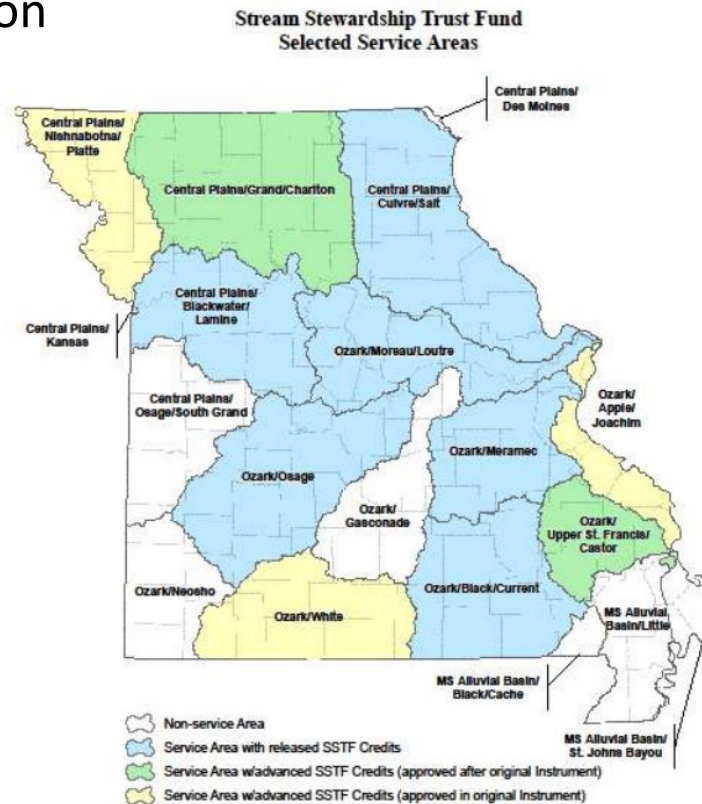 on
Stream Stewardship Trust Fund
Selected Service Areas
Central Plains/
Des Moines
Central Plains/
Nishnabotna/
Platte
Central Plains/Grand/Chariton
Central Plains/
Cuivre/Salt
Central Plains/
Blackwater/
Lamine
Central Plains/
Kansas
Ozark/Moreau/Loutre
Central Plains/
Osage/South Grand
Ozark/
Apple/
Joachim
Ozark/Meramec
Ozark/Osage
Ozark/
Gasconade
Ozark/
Upper St. Francis/
Castor
Ozark/Neosho
Ozark/Black/Current
Ozark/White
MS Alluvial
Basin/Little
MS Alluvial Basin/
Black/Cache
MS Alluvial Basin/
St. Johns Bayou
Non-service Area
Service Area with released SSTF Credits
Service Area w/advanced SSTF Credits (approved after original Instrument)
Service Area w/advanced SSTF Credits (approved in original Instrument)